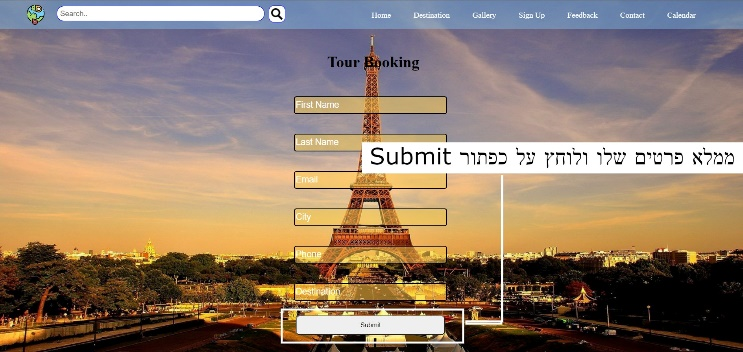 Search..
Home Destination Gallery Sign Up Feedback Contact Calendar
Tour Booking
First Name
Last Name
ממלא פרטים שלו ולוחץ על כפתור Submit
Email
City
Phone
Destination
Submit